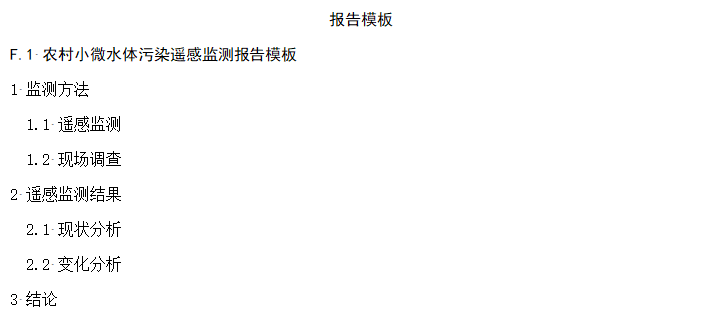 报告模板
F.1 农村小微水体污染遥感监测报告模板
1 监测方法
1.1 遥感监测
1.2 现场调查
2 遥感监测结果
2.1 现状分析
2.2 变化分析
3 结论